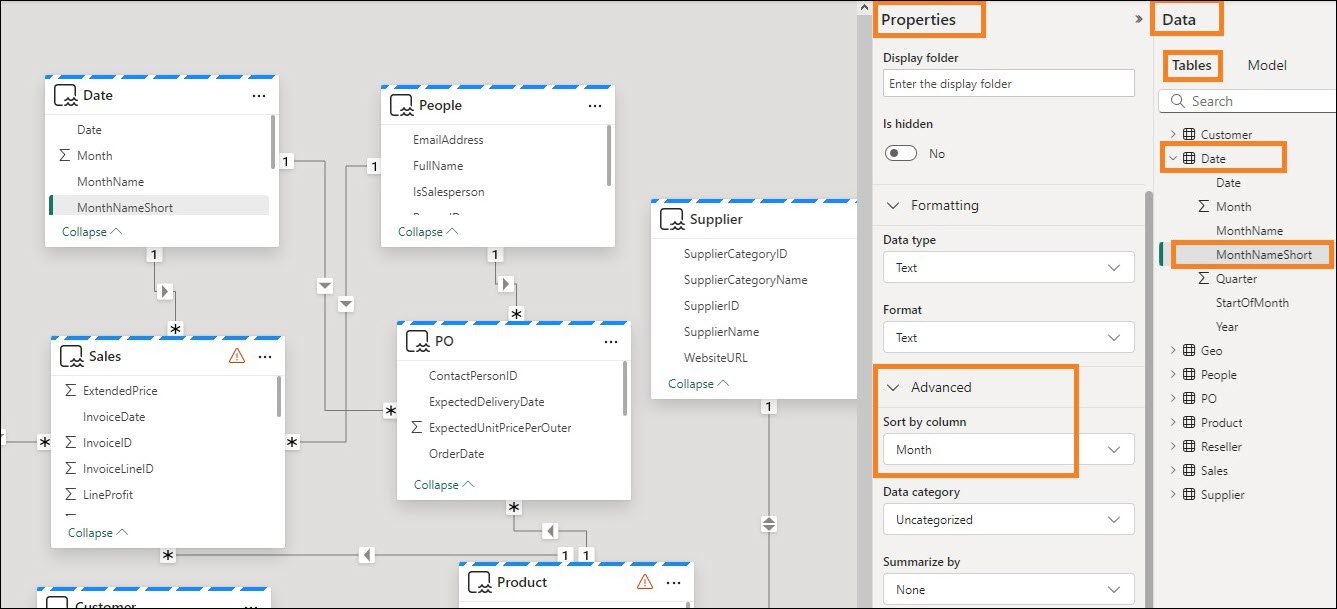 Date
...
Date
Σ Month
MonthName
MonthNameShort
Collapse
1
1
*
*
People
...
EmailAddress
FullName
IsSalesperson
Collapse
1
1
*
Supplier
SupplierCategoryID
SupplierCategoryName
SupplierID
SupplierName
WebsiteURL
Collapse
1
Sales
...
Σ ExtendedPrice
InvoiceDate
Σ InvoiceID
Σ InvoiceLineID
Σ LineProfit
Collapse
*
*
*
PO
...
ContactPersonID
ExpectedDeliveryDate
Σ ExpectedUnitPricePerOuter
OrderDate
Collapse
*
1
1
Product
...
Customer
Properties
Display folder
Enter the display folder
Is hidden
No
Formatting
Data type
Text
Format
Text
Advanced
Sort by column
Month
Data category
Uncategorized
Summarize by
None
Data
Tables Model
Search
Customer
Date
Date
Σ Month
MonthName
MonthNameShort
Σ Quarter
StartOfMonth
Year
Geo
People
PO
Product
Reseller
Sales
Supplier